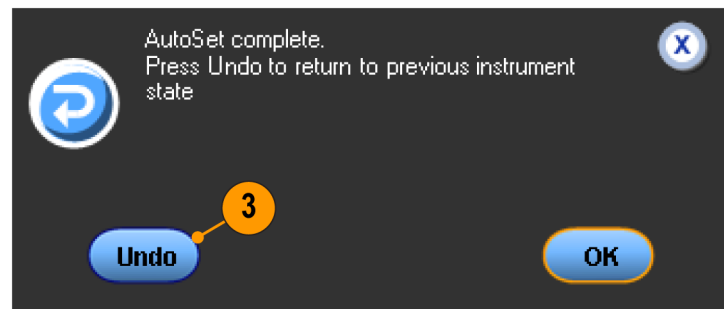 AutoSet complete.
X
Press Undo to return to previous instrument
state
3
Undo
OK